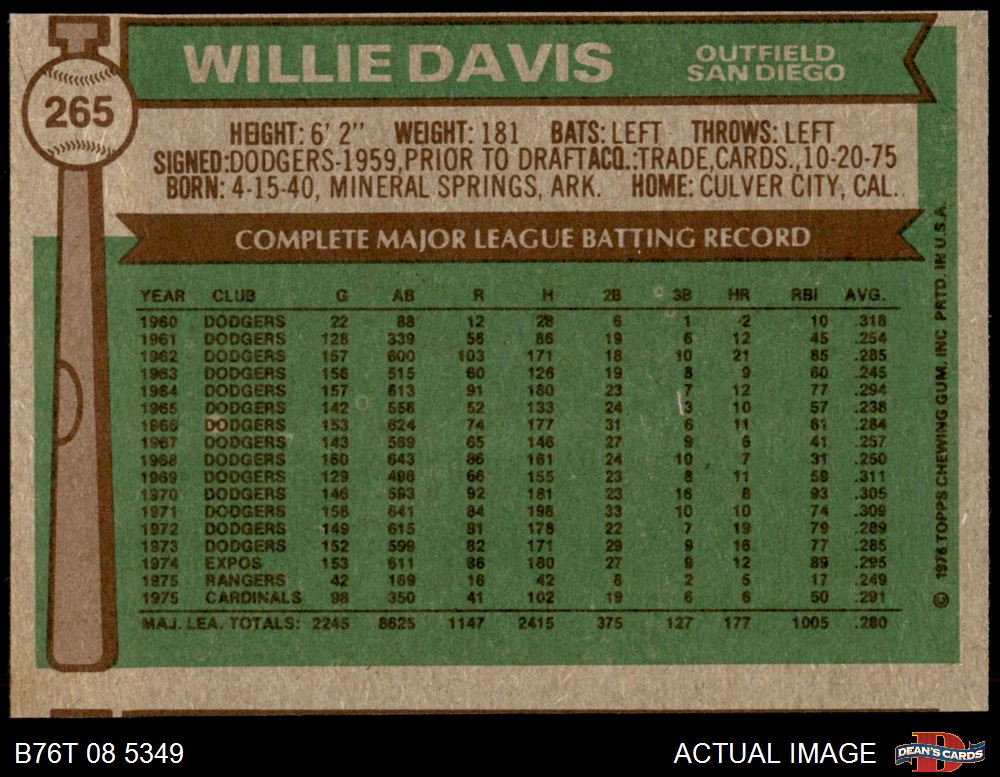 WILLIE DAVIS
OUTFIELD
SAN DIEGO
265
HEIGHT: 6' 2" WEIGHT: 181 BATS: LEFT THROWS: LEFT
SIGNED:DODGERS-1959,PRIOR TO DRAFT ACQ.:TRADE,CARDS.,10-20-75
BORN: 4-15-40, MINERAL SPRINGS, ARK. HOME: CULVER CITY, CAL.
COMPLETE MAJOR LEAGUE BATTING RECORD
YEAR CLUB G AB R H 2B 3B HR RBI AVG.
1960 DODGERS 22 88 12 28 6 1 2 10 .318
1961 DODGERS 128 339 56 86 19 6 12 45 .254
1962 DODGERS 157 600 103 171 18 10 21 85 .285
1963 DODGERS 156 515 60 126 19 8 9 60 .245
1964 DODGERS 157 613 91 180 23 7 12 77 .294
1965 DODGERS 142 558 52 133 24 3 10 57 .238
1966 DODGERS 153 624 74 177 31 6 11 61 .284
1967 DODGERS 143 569 65 146 27 9 6 41 .257
1968 DODGERS 160 643 86 161 24 10 7 31 .250
1969 DODGERS 129 498 66 155 23 8 11 59 .311
1970 DODGERS 146 593 92 181 23 16 8 93 .305
1971 DODGERS 158 641 84 198 33 10 10 74 .309
1972 DODGERS 149 615 81 178 22 7 19 79 .289
1973 DODGERS 152 599 82 171 29 9 16 77 .285
1974 EXPOS 153 611 86 180 27 9 12 89 .295
1975 RANGERS 42 169 16 42 8 2 5 17 .249
1975 CARDINALS 98 350 41 102 19 6 6 50 .291
MAJ. LEA. TOTALS: 2245 8625 1147 2415 375 127 177 1005 .280
© 1976 TOPPS CHEWING GUM, INC. PRTD. IN U.S.A.
B76T 08 5349 ACTUAL IMAGE
D
DEAN'S CARDS